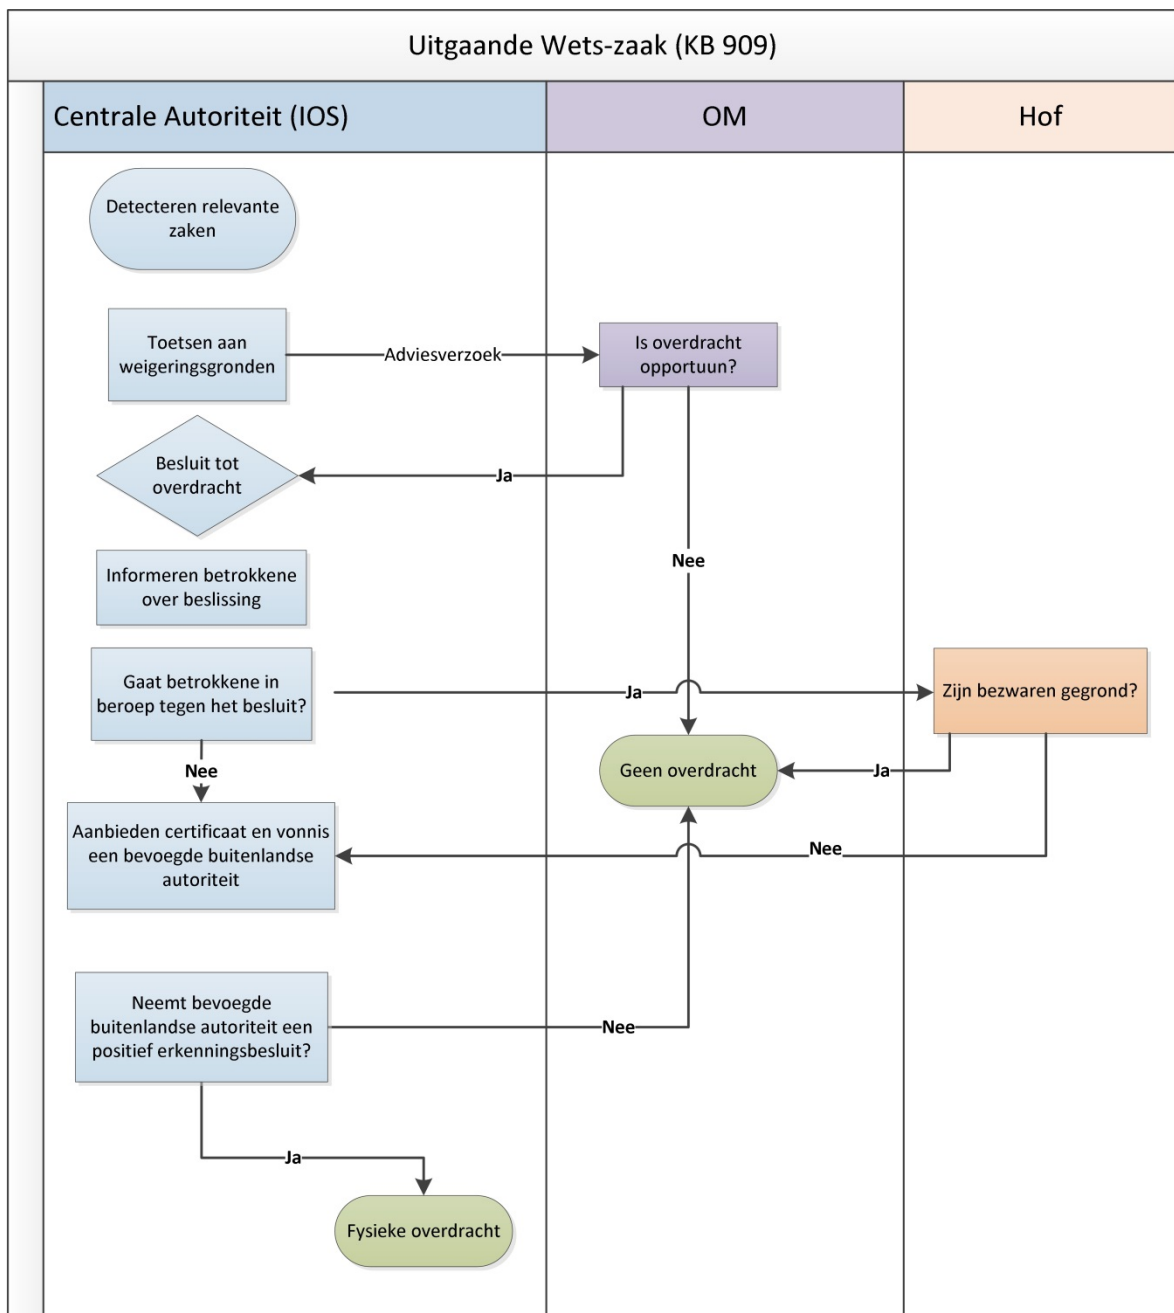 Uitgaande Wets-zaak (KB 909)
Centrale Autoriteit (IOS)
OM
Hof
Detecteren relevante
zaken
Toetsen aan
weigeringsgronden
Adviesverzoek
Is overdracht
opportuun?
Besluit tot
overdracht
Ja
Nee
Informeren betrokkene
over beslissing
Gaat betrokkene in
beroep tegen het besluit?
Ja
Zijn bezwaren gegrond?
Nee
Geen overdracht
Ja
Aanbieden certificaat en vonnis
een bevoegde buitenlandse
autoriteit
Nee
Neemt bevoegde
buitenlandse autoriteit een
positief erkenningsbesluit?
Nee
Ja
Fysieke overdracht